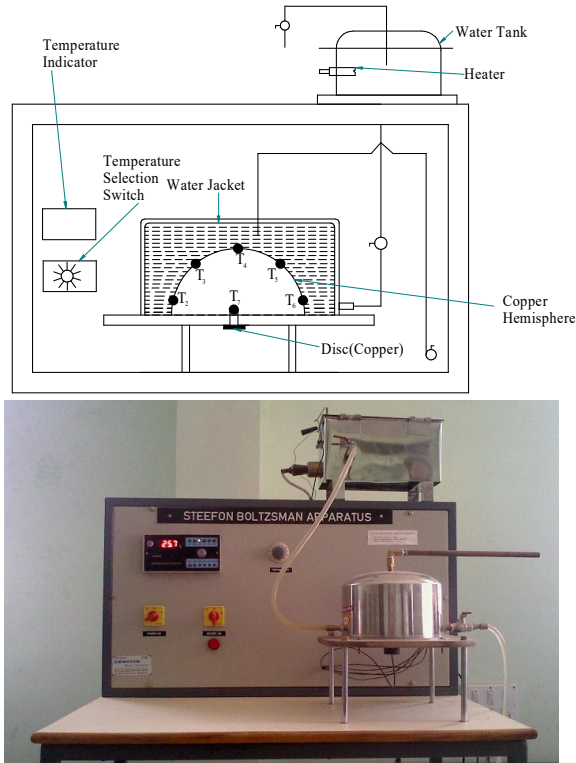 Water Tank
Heater
Temperature
Indicator
Temperature
Selection
Switch
Water Jacket
T4
T3
T5
T2
T7
T6
Copper
Hemisphere
Disc(Copper)
STEEFON BOLTZSMAN APPARATUS
25.7